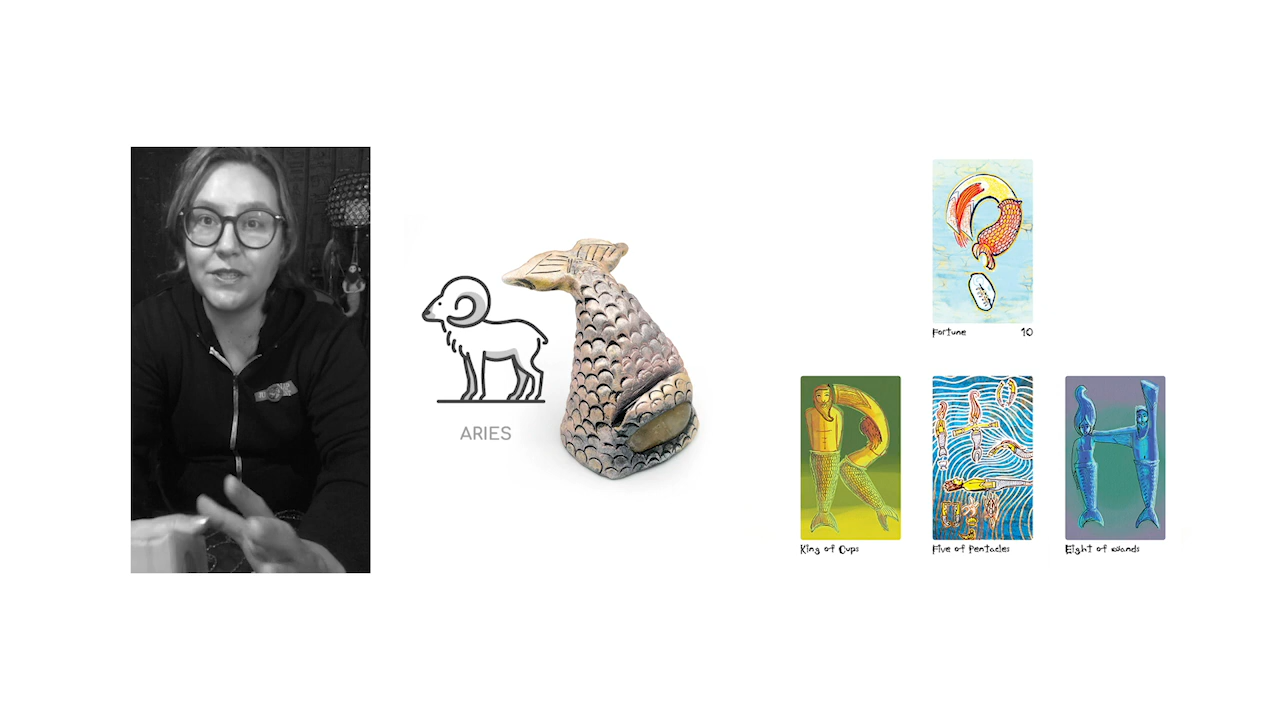 ARIES
Fortune 10
King of Cups
Five of Pentacles
Eight of wands